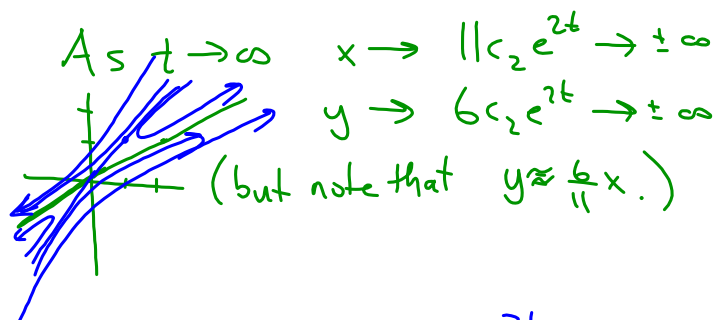 As t → ∞ x → 11c₂e^{2t} → ± ∞
y → 6c₂e^{2t} → ± ∞
(but note that y ≈ 6/11 x.)